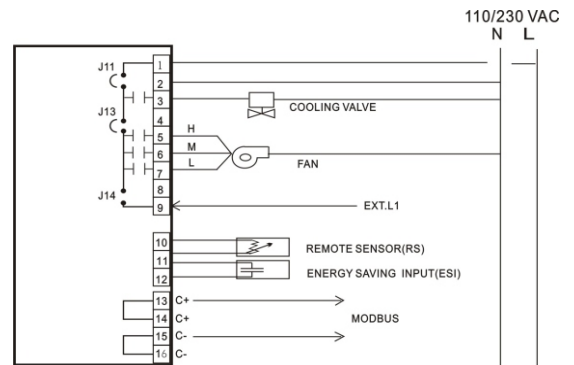 110/230 VAC
N L
J11
1
2
3
COOLING VALVE
J13
4
5
H
6
M
7
L
FAN
8
J14
9
EXT.L1
10
REMOTE SENSOR(RS)
11
ENERGY SAVING INPUT(ESI)
12
13 C+
14 C+
MODBUS
15 C-
16 C-